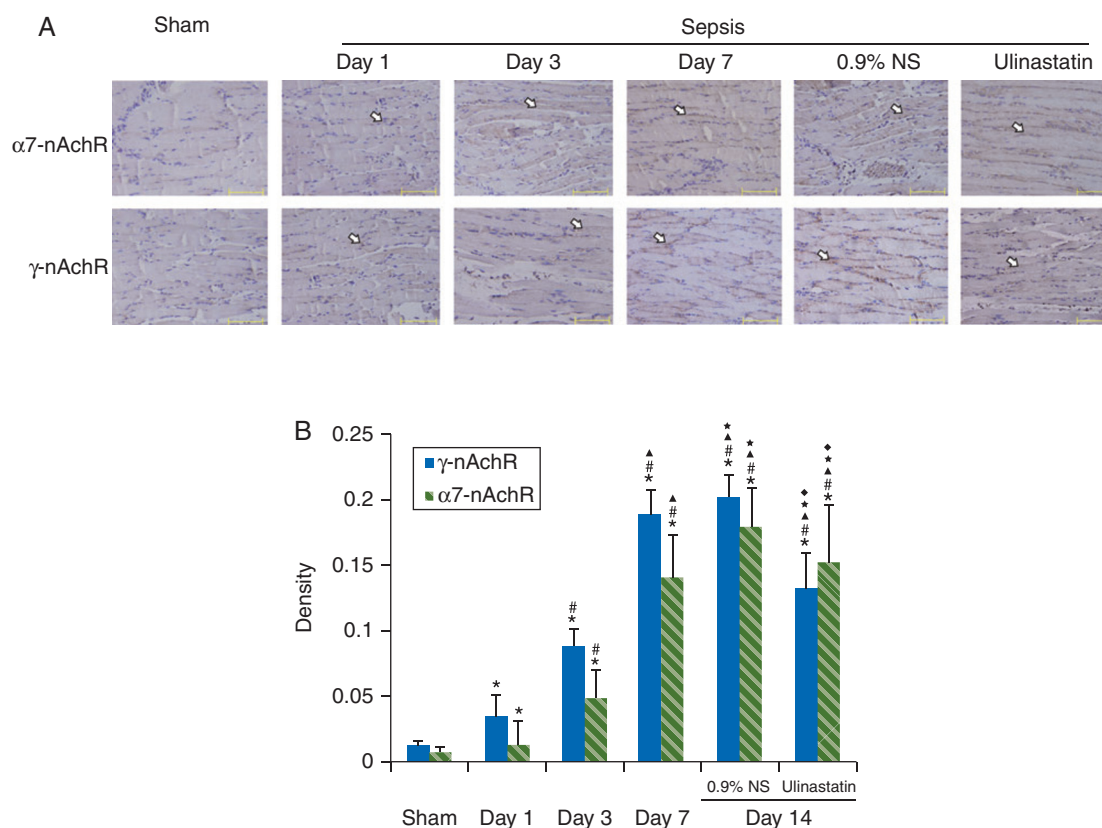 A
Sham
Sepsis
Day 1 Day 3 Day 7 0.9% NS Ulinastatin
α7-nAchR
γ-nAchR
B
0.25
0.2
0.15
0.1
0.05
0
Density
γ-nAchR
α7-nAchR
* *
# #
* *
▲ ▲
# #
* *
★ ★
▲ ▲
# #
* *
◆ ◆
★ ★
▲ ▲
# #
* *
0.9% NS Ulinastatin
Sham Day 1 Day 3 Day 7 Day 14